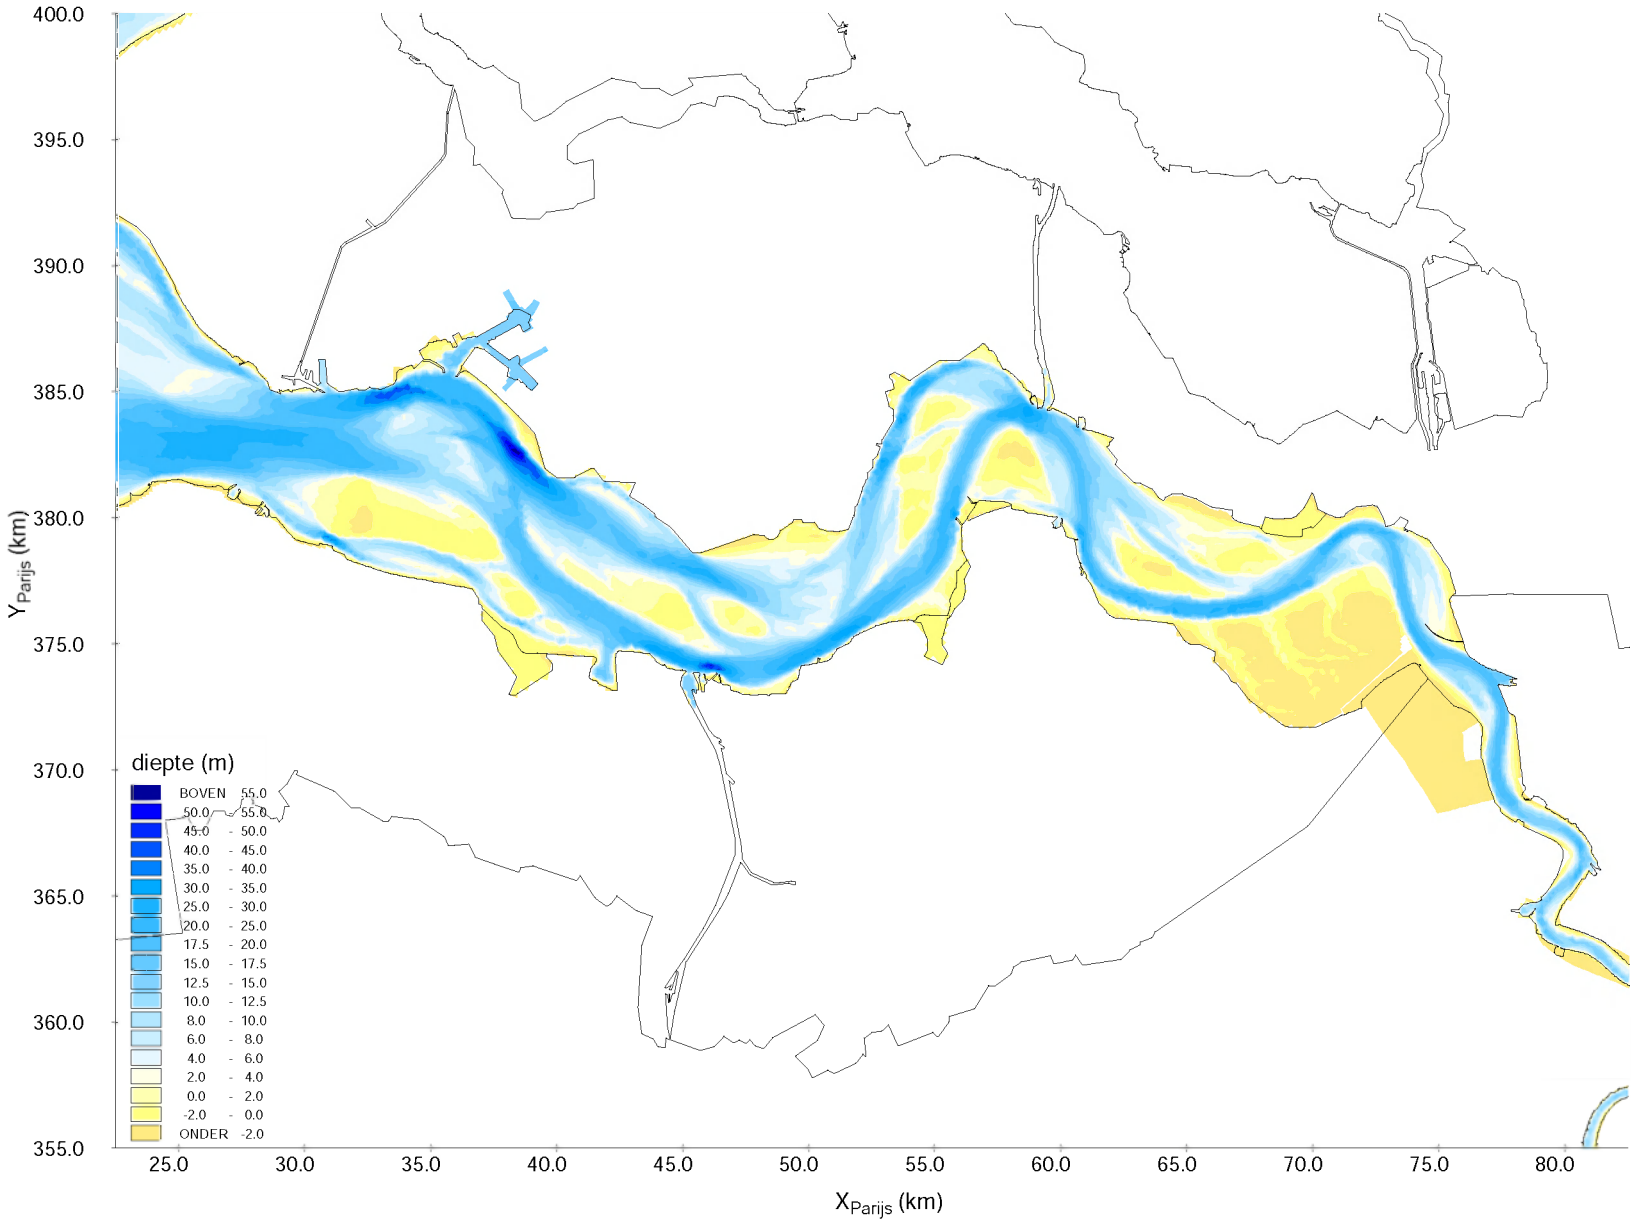 400.0
395.0
390.0
385.0
380.0
375.0
370.0
365.0
360.0
355.0
Y Parijs (km)
diepte (m)
BOVEN 55.0
50.0 - 55.0
45.0 - 50.0
40.0 - 45.0
35.0 - 40.0
30.0 - 35.0
25.0 - 30.0
20.0 - 25.0
17.5 - 20.0
15.0 - 17.5
12.5 - 15.0
10.0 - 12.5
8.0 - 10.0
6.0 - 8.0
4.0 - 6.0
2.0 - 4.0
0.0 - 2.0
-2.0 - 0.0
ONDER -2.0
25.0 30.0 35.0 40.0 45.0 50.0 55.0 60.0 65.0 70.0 75.0 80.0
X Parijs (km)